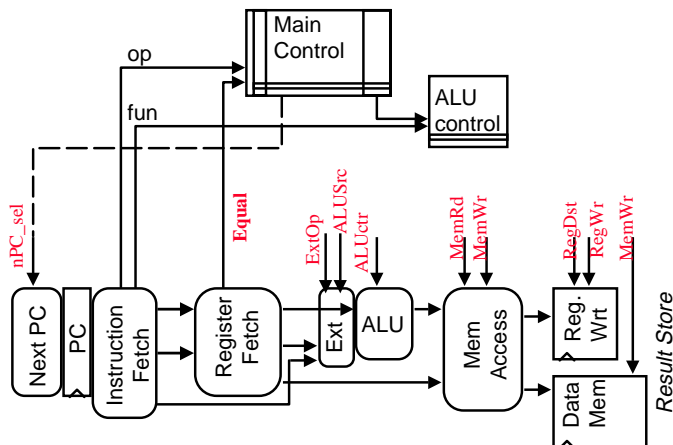 Main
Control
op
fun
ALU
control
nPC_sel
Equal
ExtOp
ALUSrc
ALUctr
MemRd
MemWr
RegDst
RegWr
MemWr
Next PC
PC
Instruction
Fetch
Register
Fetch
Ext
ALU
Mem
Access
Reg.
Wrt
Data
Mem
Result Store